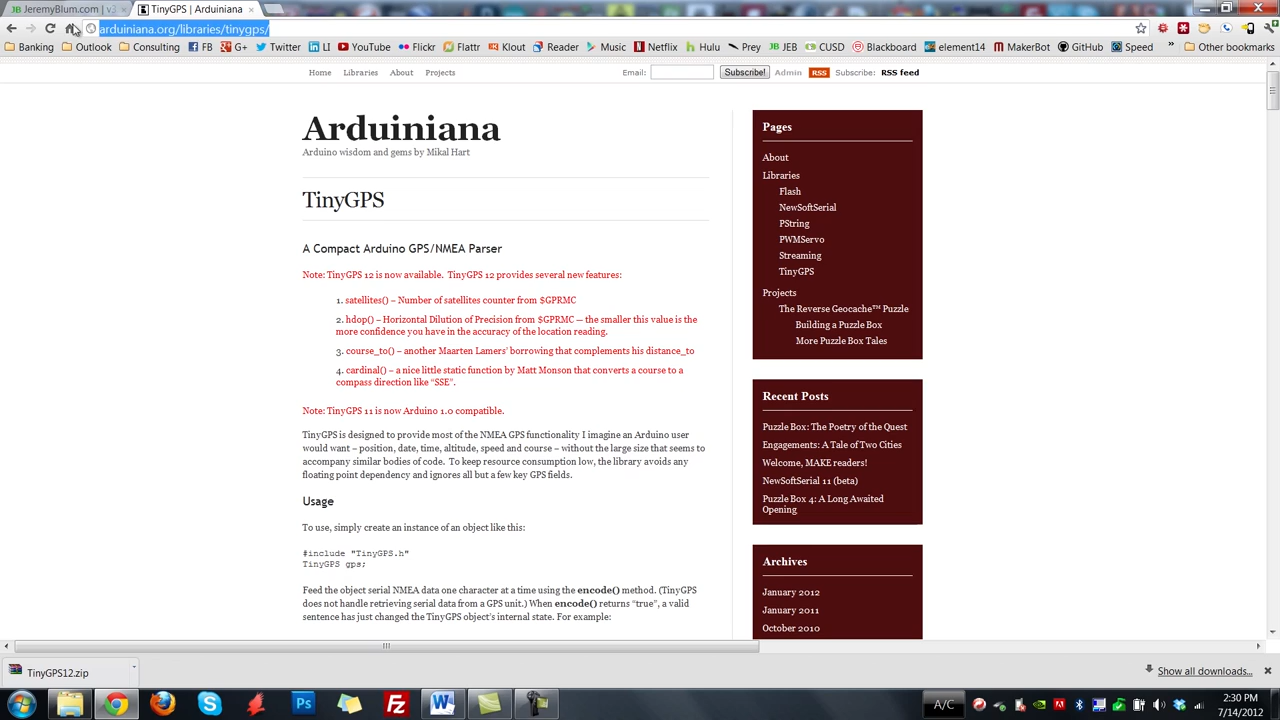 JeremyBlum.com | v3
TinyGPS | Arduiniana
arduiniana.org/libraries/tinygps/
Banking Outlook Consulting FB igg+ Twitter LI YouTube Flickr Flattr Klout Reader Music Netflix Hulu Prey JEB CUSD Blackboard element14 MakerBot GitHub Speed » Other bookmarks
Home Libraries About Projects Email: Subscribe! Admin RSS Subscribe: RSS feed
Arduiniana
Arduino wisdom and gems by Mikal Hart
TinyGPS
A Compact Arduino GPS/NMEA Parser
Note: TinyGPS 12 is now available. TinyGPS 12 provides several new features:
1. satellites() – Number of satellites counter from $GPRMC
2. hdop() – Horizontal Dilution of Precision from $GPRMC — the smaller this value is the
more confidence you have in the accuracy of the location reading.
3. course_to() – another Maarten Lamers' borrowing that complements his distance_to
4. cardinal() – a nice little static function by Matt Monson that converts a course to a
compass direction like “SSE”.
Note: TinyGPS 11 is now Arduino 1.0 compatible.
TinyGPS is designed to provide most of the NMEA GPS functionality I imagine an Arduino user
would want – position, date, time, altitude, speed and course – without the large size that seems to
accompany similar bodies of code. To keep resource consumption low, the library avoids any
floating point dependency and ignores all but a few key GPS fields.
Usage
To use, simply create an instance of an object like this:
#include "TinyGPS.h"
TinyGPS gps;
Feed the object serial NMEA data one character at a time using the encode() method. (TinyGPS
does not handle retrieving serial data from a GPS unit.) When encode() returns “true”, a valid
sentence has just changed the TinyGPS object's internal state. For example:
Pages
About
Libraries
Flash
NewSoftSerial
PString
PWMServo
Streaming
TinyGPS
Projects
The Reverse Geocache™ Puzzle
Building a Puzzle Box
More Puzzle Box Tales
Recent Posts
Puzzle Box: The Poetry of the Quest
Engagements: A Tale of Two Cities
Welcome, MAKE readers!
NewSoftSerial 11 (beta)
Puzzle Box 4: A Long Awaited
Opening
Archives
January 2012
January 2011
October 2010
TinyGPS12.zip
Show all downloads...
A/C
2:30 PM
7/14/2012